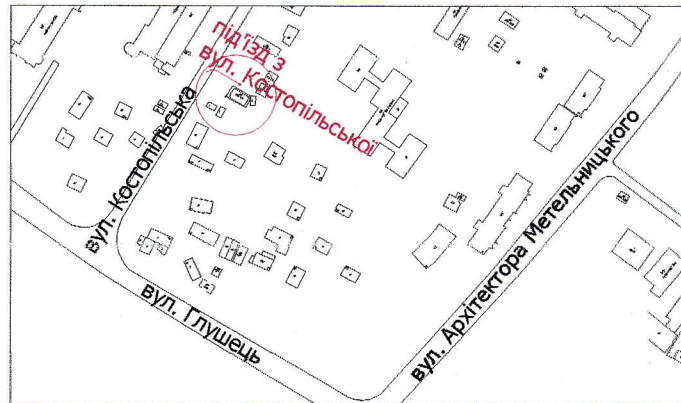 під'їзд з
вул. Костопільської
вул. Костопільська
вул. Глушець
вул. Архітектора Метельницького